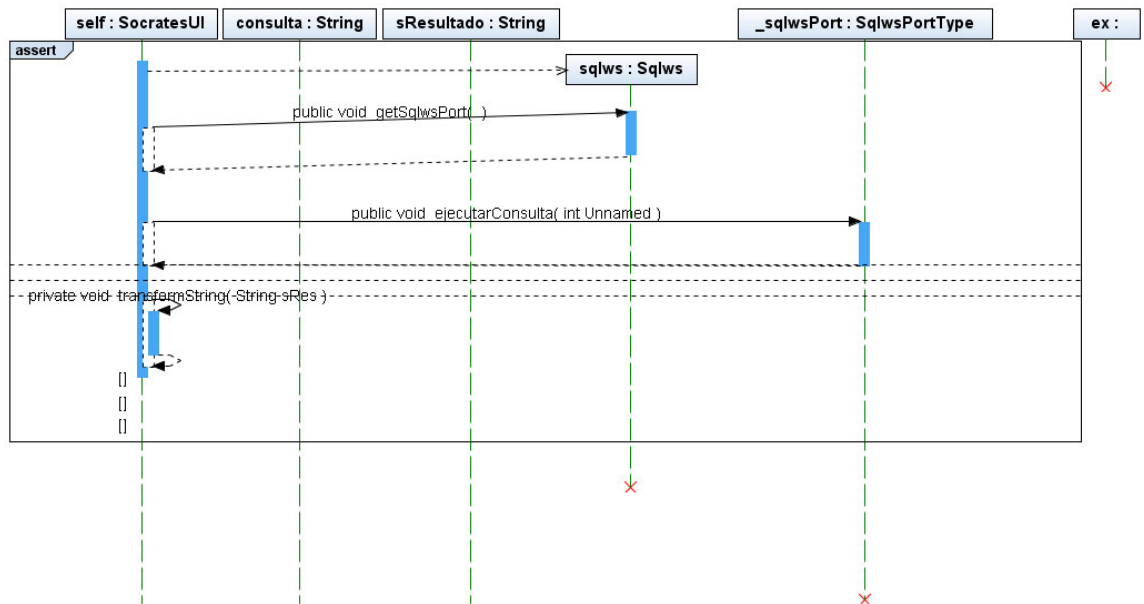 self : SocratesUI
consulta : String
sResultado : String
_sqlwsPort : SqlwsPortType
ex :
assert
sqlws : Sqlws
public void getSqlwsPort( )
public void ejecutarConsulta( int Unnamed )
private void transformString( String sRes )
[]
[]
[]